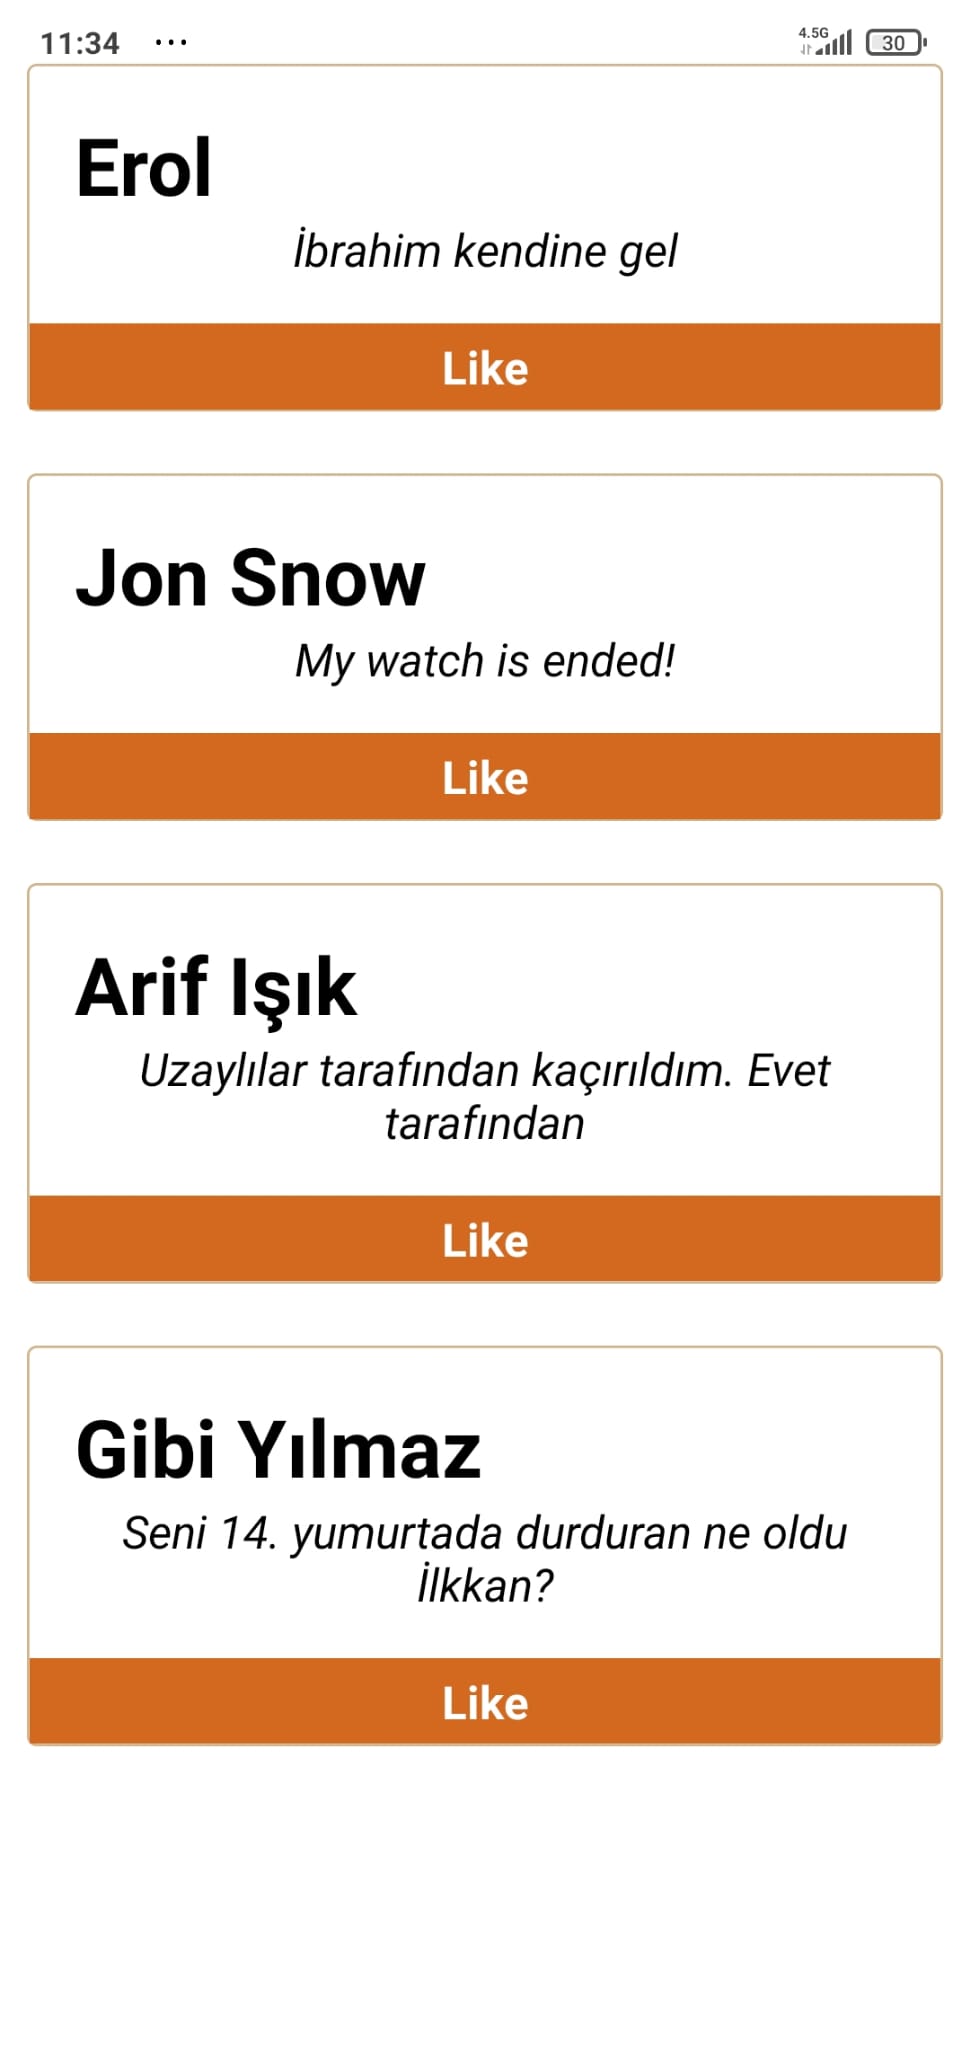 11:34 ... 4.5G 30
Erol
İbrahim kendine gel
Like
Jon Snow
My watch is ended!
Like
Arif Işık
Uzaylılar tarafından kaçırıldım. Evet
tarafından
Like
Gibi Yılmaz
Seni 14. yumurtada durduran ne oldu
İlkkan?
Like